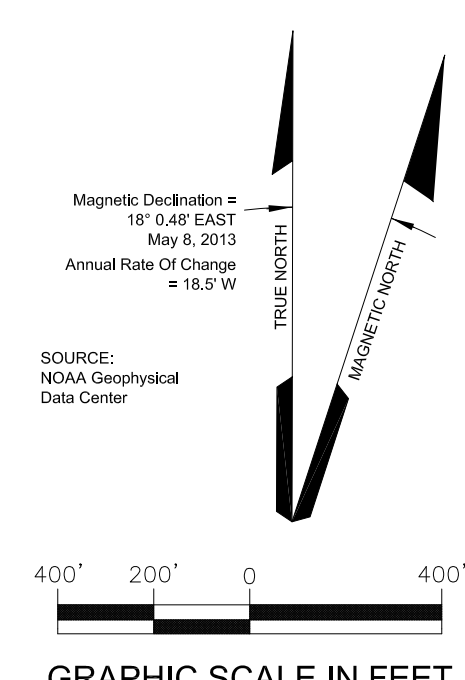 Magnetic Declination =
18° 0.48' EAST
May 8, 2013
Annual Rate Of Change
= 18.5' W
TRUE NORTH
MAGNETIC NORTH
SOURCE:
NOAA Geophysical
Data Center
400' 200' 0 400'
GRAPHIC SCALE IN FEET